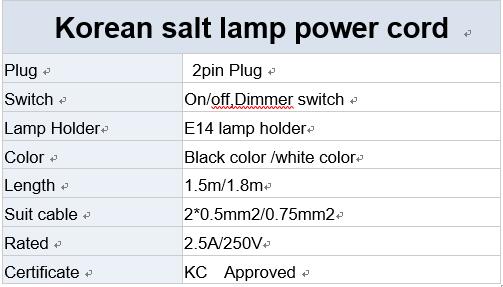 Korean salt lamp power cord
Plug 2pin Plug
Switch On/off,Dimmer switch
Lamp Holder E14 lamp holder
Color Black color /white color
Length 1.5m/1.8m
Suit cable 2*0.5mm2/0.75mm2
Rated 2.5A/250V
Certificate KC Approved